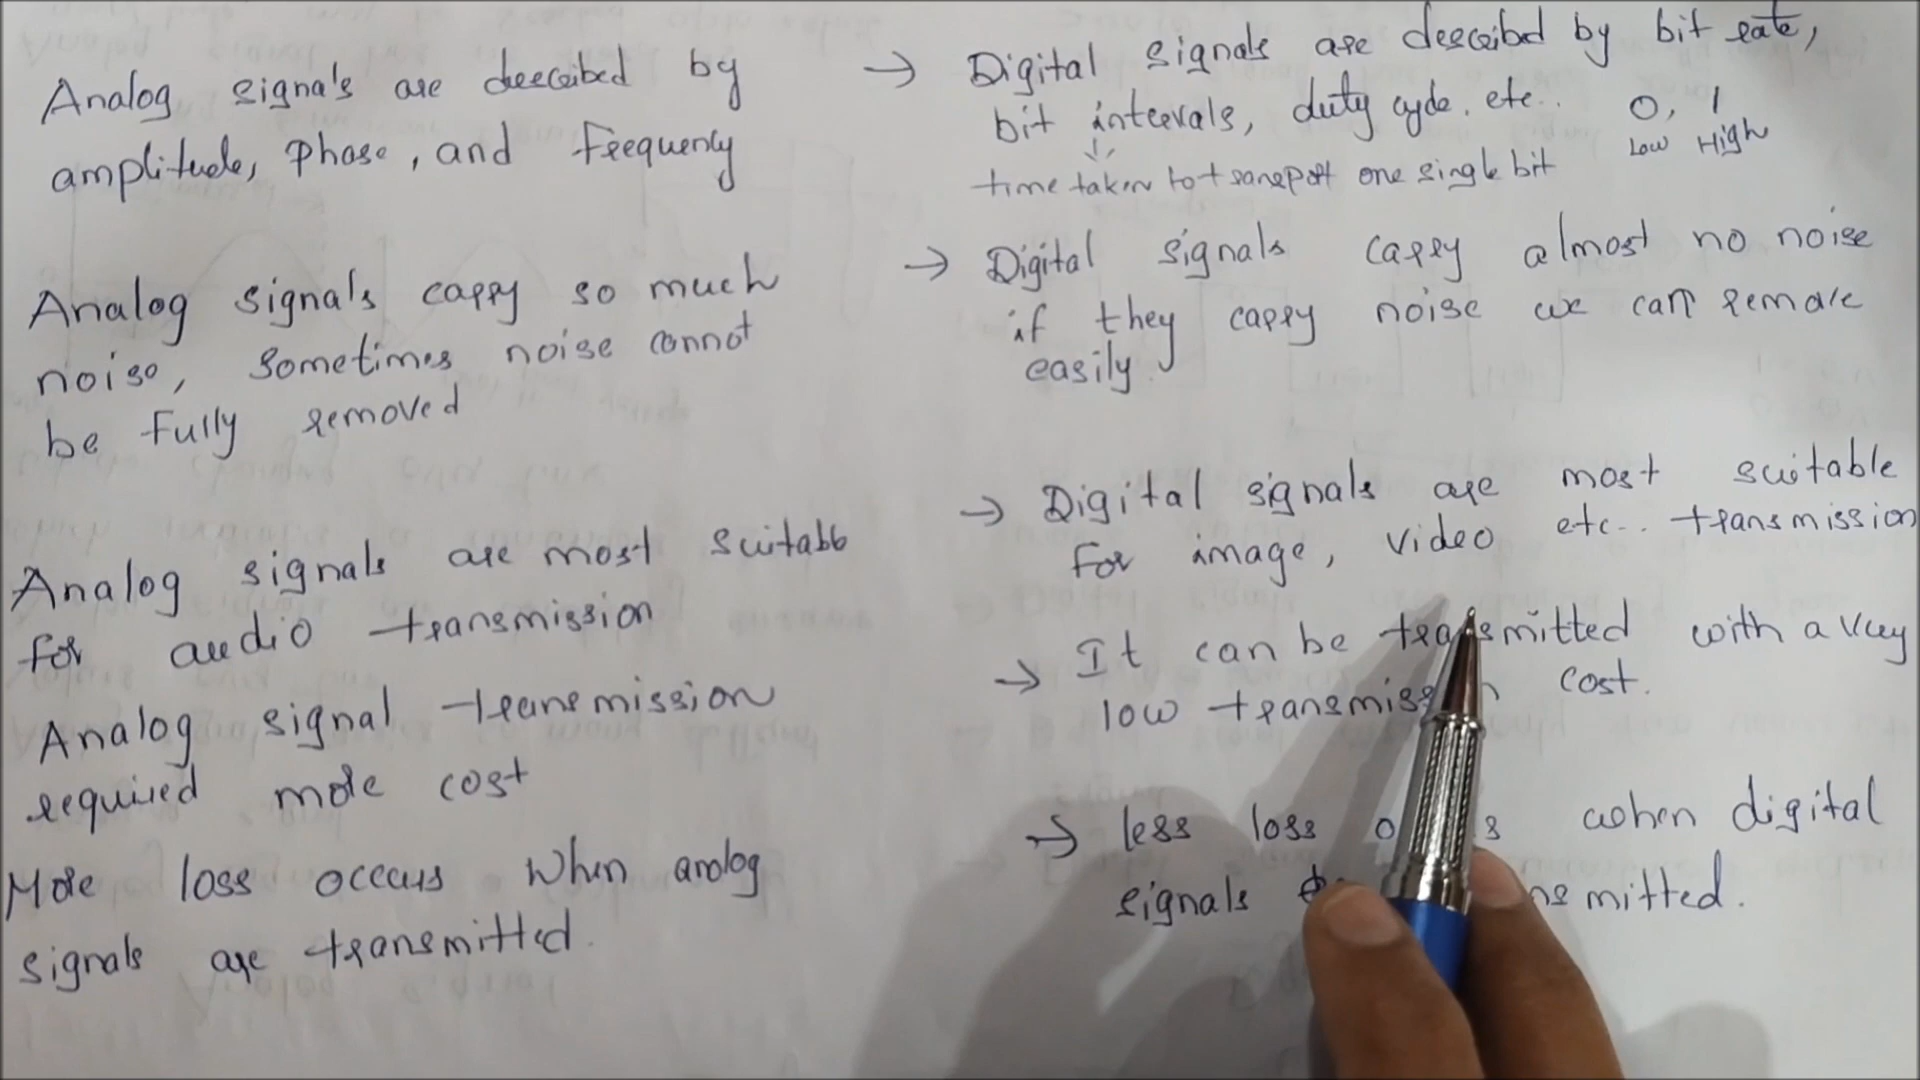 Analog signals are described by
amplitude, Phase, and frequency
Analog signals carry so much
noise, sometimes noise cannot
be fully removed
Analog signals are most suitable
for audio transmission
Analog signal transmission
required more cost
More loss occurs when analog
signals are transmitted.
→ Digital signals are described by bit rate,
bit intervals, duty cycle. etc.. 0, 1
Low High
time taken to transport one single bit
→ Digital signals carry almost no noise
if they carry noise we can remove
easily.
→ Digital signals are most suitable
for image, video etc.. transmission
→ It can be transmitted with a very
low transmission cost.
→ less loss when digital
signals